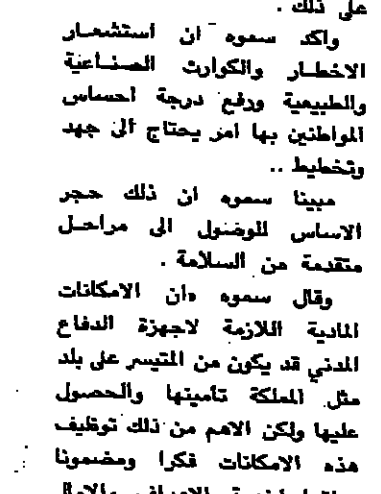 على ذلك .
واكد سموه ان استشعار
الاخطار والكوارث الصناعية
والطبيعية ورفع درجة احساس
المواطنين بها امر يحتاج الى جهد
وتخطيط ..
مبينا سموه ان ذلك حجر
الاساس للوصول الى مراحل
متقدمة من السلامة .
وقال سموه «ان الامكانات
المادية اللازمة لاجهزة الدفاع
المدني قد يكون من المتيسر على بلد
مثل المملكة تأمينها والحصول
عليها ولكن الاهم من ذلك توظيف
هذه الامكانات فكرا ومضمونا